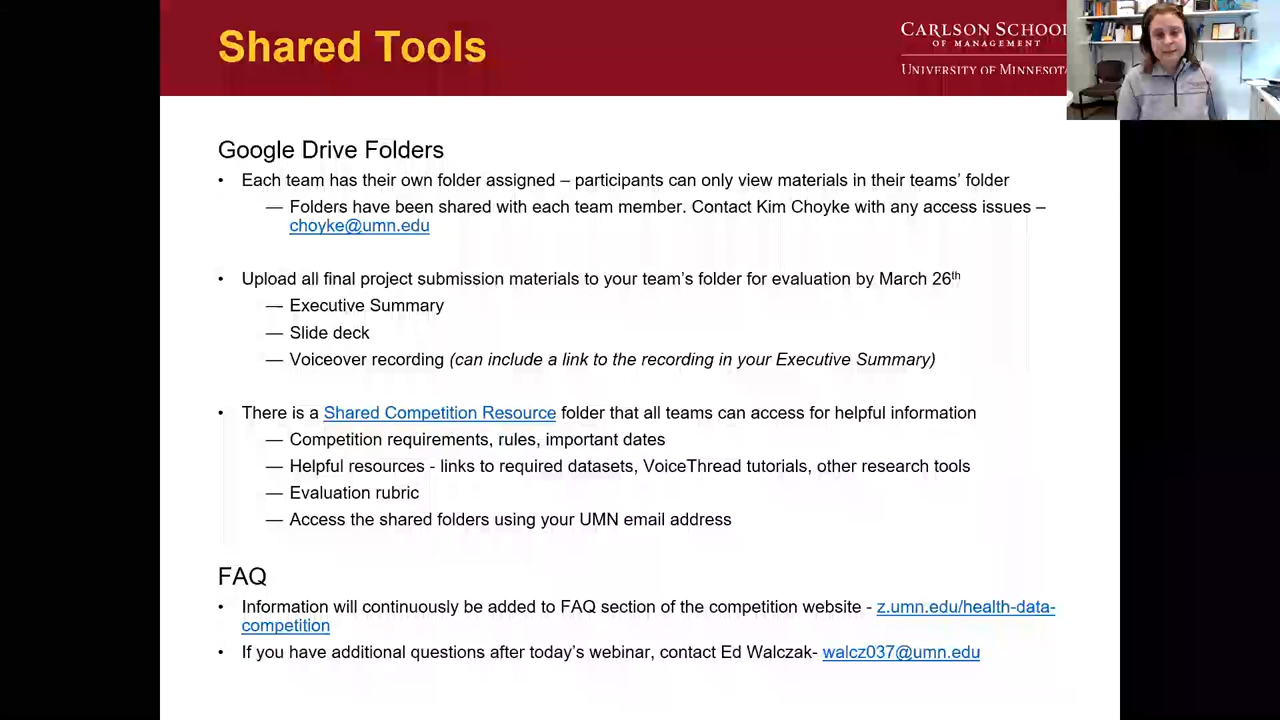 Shared Tools
CARLSON SCHOOL
OF MANAGEMENT
UNIVERSITY OF MINNESOTA
Google Drive Folders
• Each team has their own folder assigned – participants can only view materials in their teams’ folder
— Folders have been shared with each team member. Contact Kim Choyke with any access issues –
choyke@umn.edu
• Upload all final project submission materials to your team’s folder for evaluation by March 26th
— Executive Summary
— Slide deck
— Voiceover recording (can include a link to the recording in your Executive Summary)
• There is a Shared Competition Resource folder that all teams can access for helpful information
— Competition requirements, rules, important dates
— Helpful resources - links to required datasets, VoiceThread tutorials, other research tools
— Evaluation rubric
— Access the shared folders using your UMN email address
FAQ
• Information will continuously be added to FAQ section of the competition website - z.umn.edu/health-data-
competition
• If you have additional questions after today’s webinar, contact Ed Walczak- walcz037@umn.edu